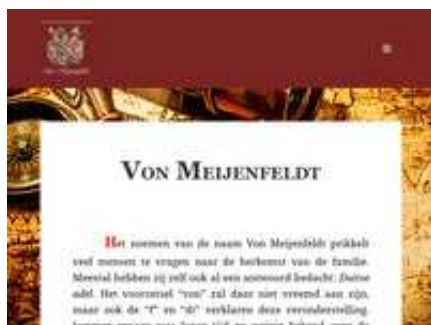 Von Meijenfeldt
Het noemen van de naam Von Meijenfeldt prikkelt
veel mensen te vragen naar de herkomst van de familie.
Meestal hebben zij zelf ook al een antwoord bedacht: Duitse
adel. Het voorzetsel "von" zal daar niet vreemd aan zijn,
maar ook de "f" en "dt" verklaren deze veronderstelling.